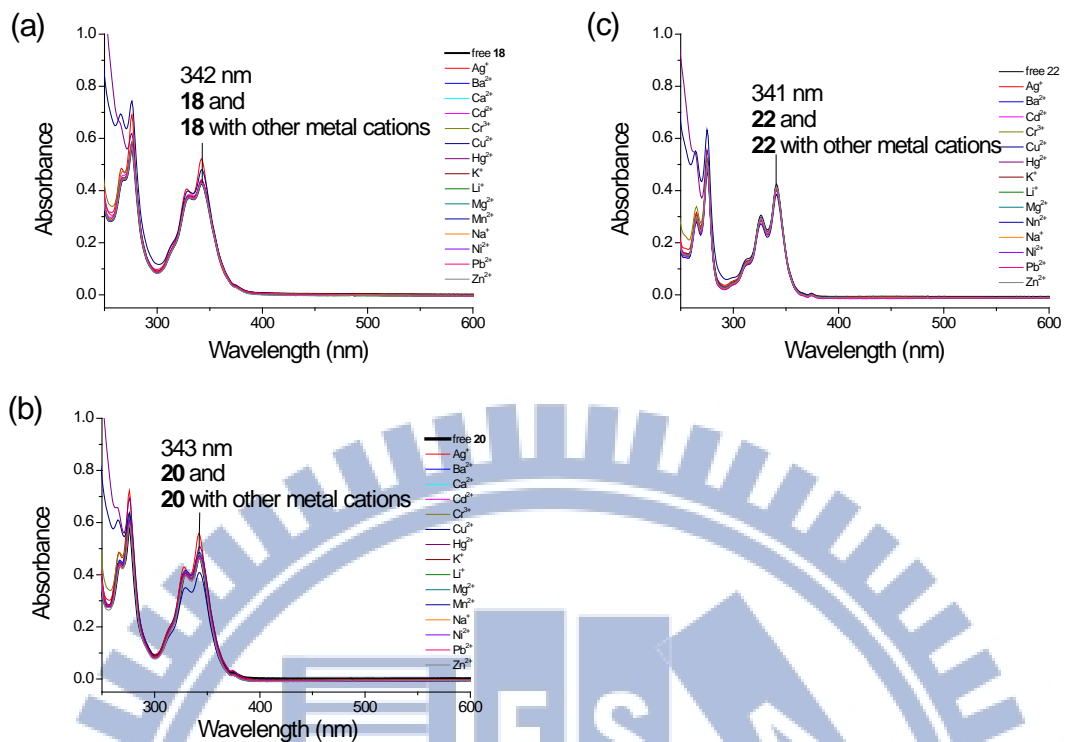 (a)
1.0
0.8
0.6
0.4
0.2
0.0
Absorbance
300
400
500
600
Wavelength (nm)
342 nm
18 and
18 with other metal cations
free 18
Ag⁺
Ba²⁺
Ca²⁺
Cd²⁺
Cr³⁺
Cu²⁺
Hg²⁺
K⁺
Li⁺
Mg²⁺
Mn²⁺
Na⁺
Ni²⁺
Pb²⁺
Zn²⁺
(c)
1.0
0.8
0.6
0.4
0.2
0.0
Absorbance
300
400
500
600
Wavelength (nm)
341 nm
22 and
22 with other metal cations
free 22
Ag⁺
Ba²⁺
Cd²⁺
Cr³⁺
Cu²⁺
Hg²⁺
K⁺
Li⁺
Mg²⁺
Nn²⁺
Na⁺
Ni²⁺
Pb²⁺
Zn²⁺
(b)
1.0
0.8
0.6
0.4
0.2
0.0
Absorbance
300
400
500
600
Wavelength (nm)
343 nm
20 and
20 with other metal cations
free 20
Ag⁺
Ba²⁺
Ca²⁺
Cd²⁺
Cr³⁺
Cu²⁺
Hg²⁺
K⁺
Li⁺
Mg²⁺
Mn²⁺
Na⁺
Ni²⁺
Pb²⁺
Zn²⁺